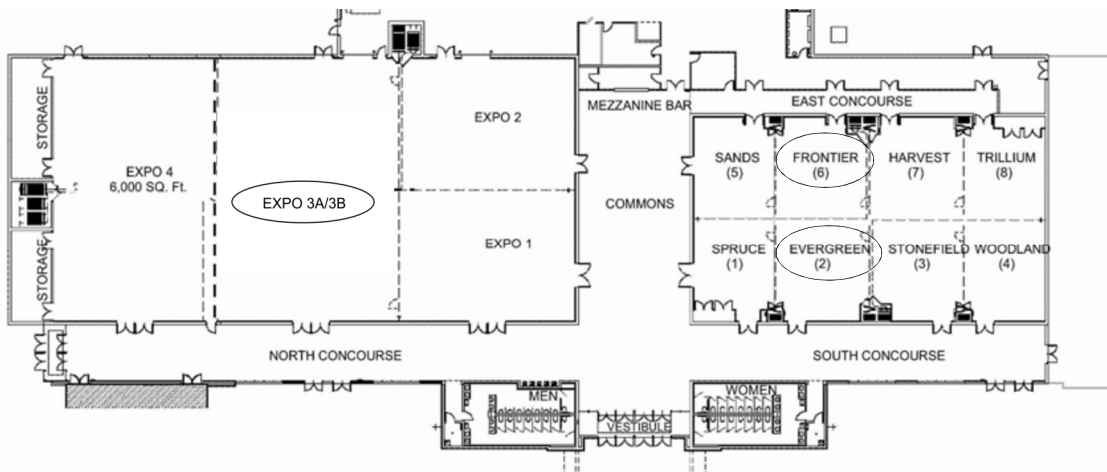 MEZZANINE BAR
EAST CONCOURSE
STORAGE
EXPO 2
EXPO 4
6,000 SQ. Ft.
EXPO 3A/3B
COMMONS
SANDS
(5)
FRONTIER
(6)
HARVEST
(7)
TRILLIUM
(8)
EXPO 1
STORAGE
SPRUCE
(1)
EVERGREEN
(2)
STONEFIELD
(3)
WOODLAND
(4)
NORTH CONCOURSE
SOUTH CONCOURSE
MEN
WOMEN
VESTIBULE